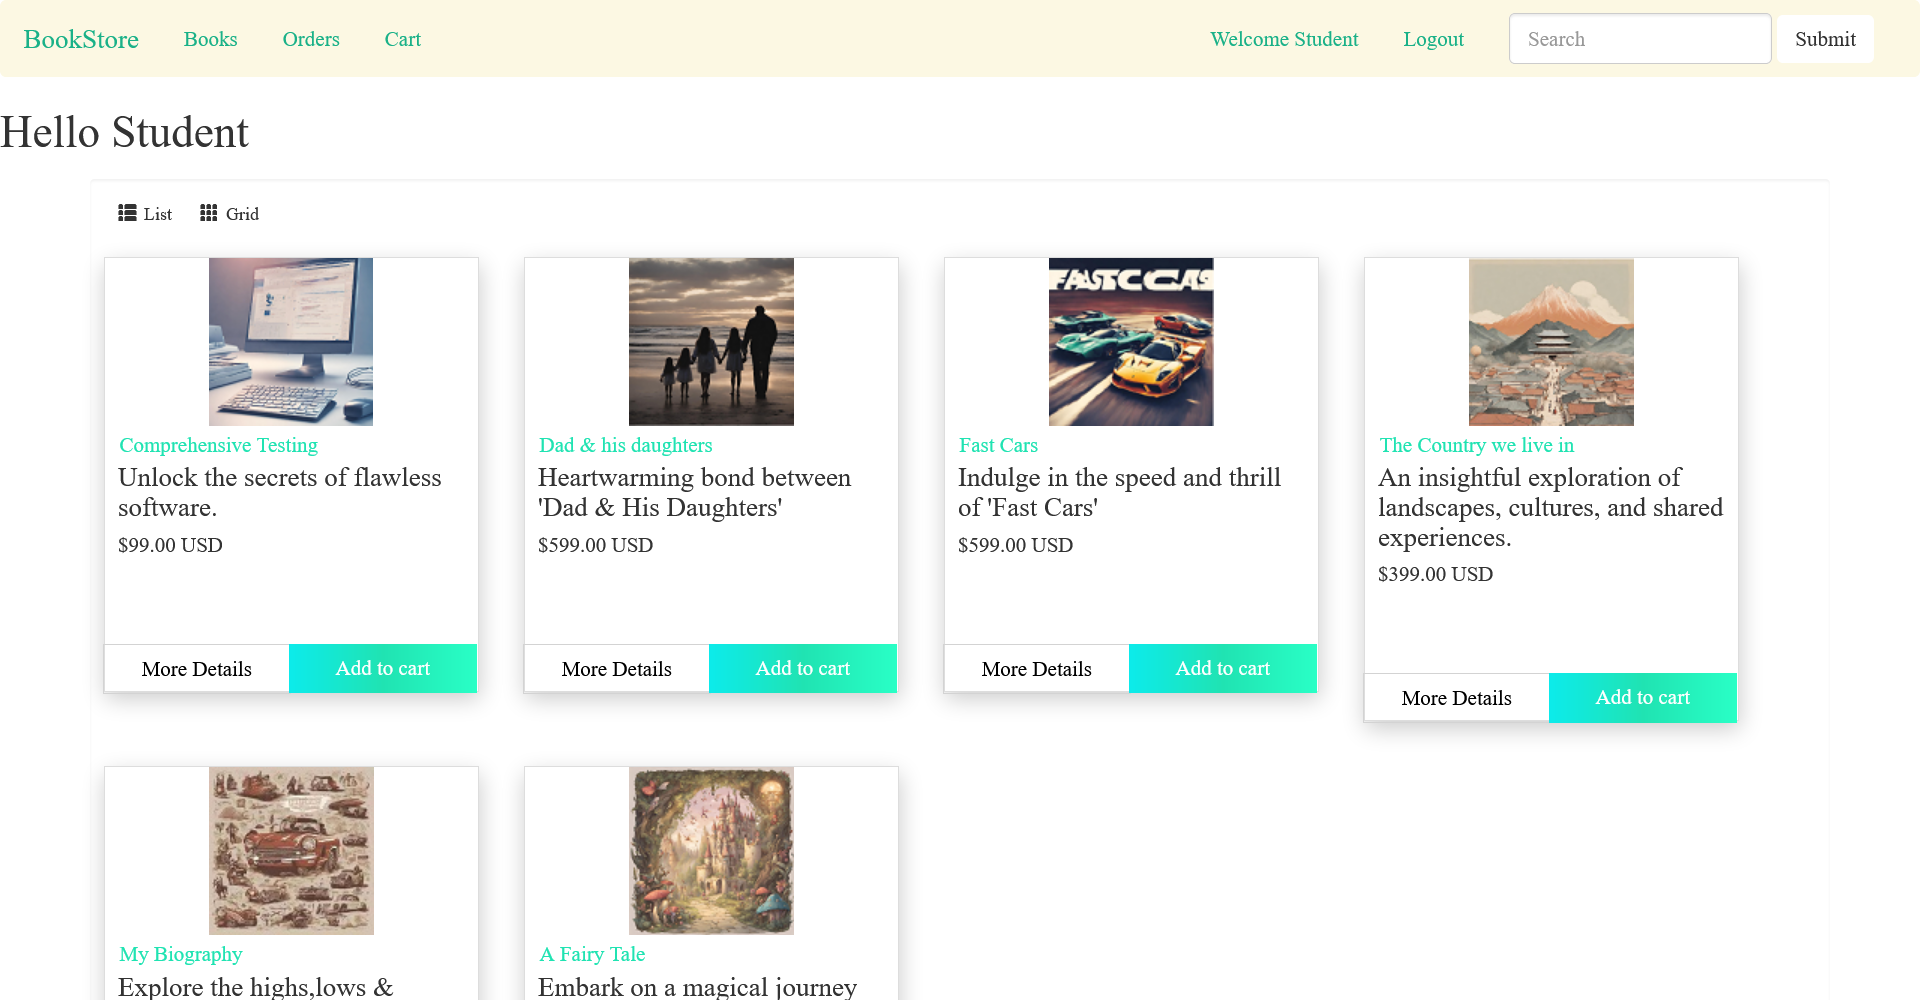 BookStore Books Orders Cart Welcome Student Logout Search Submit
Hello Student
List Grid
FASTC CAS
Comprehensive Testing
Unlock the secrets of flawless
software.
$99.00 USD
More Details Add to cart
Dad & his daughters
Heartwarming bond between
'Dad & His Daughters'
$599.00 USD
More Details Add to cart
Fast Cars
Indulge in the speed and thrill
of 'Fast Cars'
$599.00 USD
More Details Add to cart
The Country we live in
An insightful exploration of
landscapes, cultures, and shared
experiences.
$399.00 USD
More Details Add to cart
My Biography
Explore the highs,lows &
A Fairy Tale
Embark on a magical journey